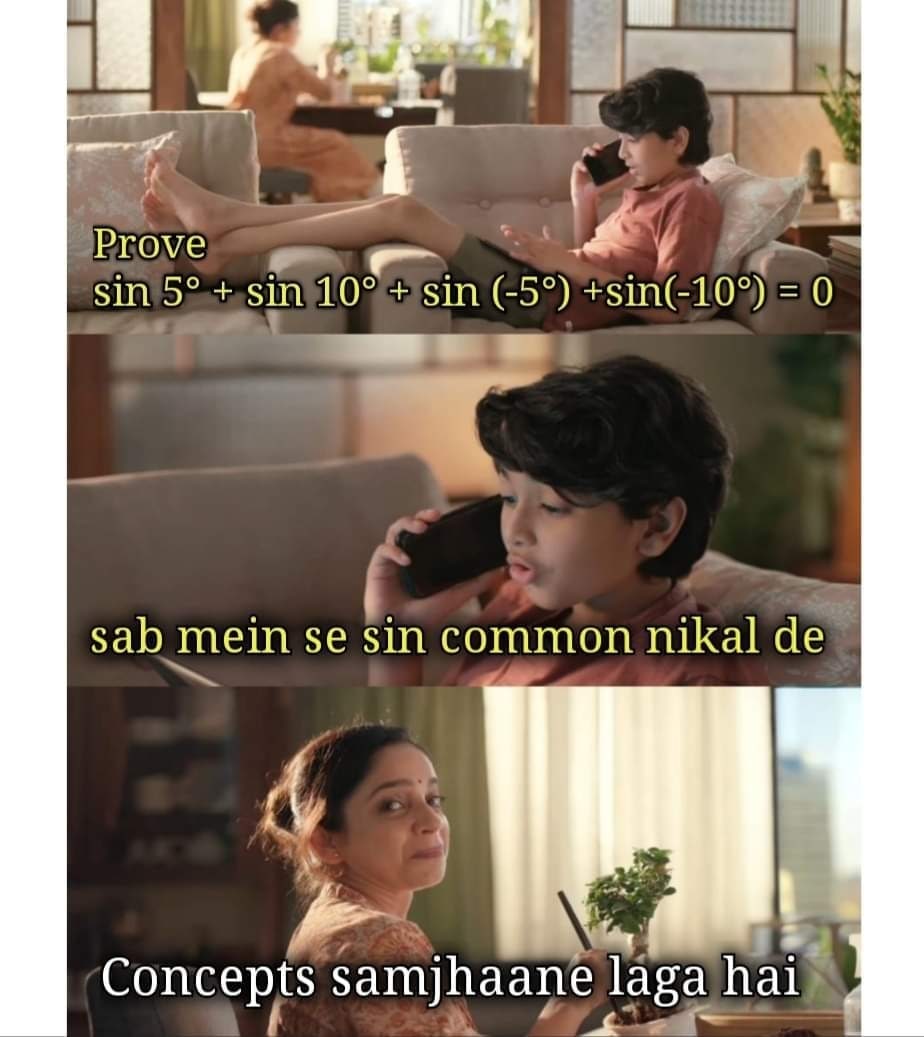 Prove
sin 5° + sin 10° + sin (-5°) +sin(-10°) = 0
sab mein se sin common nikal de
Concepts samjhaane laga hai